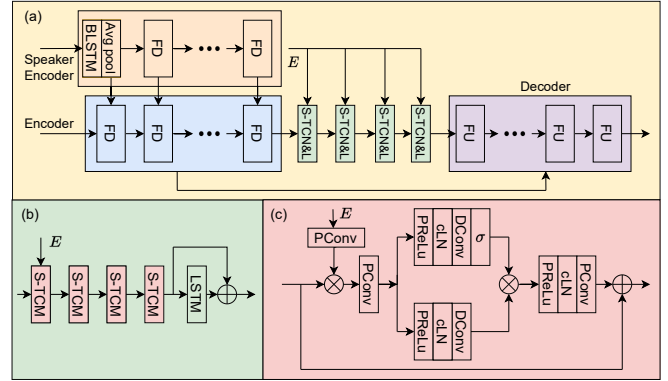 (a)
Speaker
Encoder
BLSTM
Avg pool
FD
•••
FD
E
Encoder
FD
FD
•••
FD
S-TCN&L
S-TCN&L
S-TCN&L
S-TCN&L
Decoder
FU
•••
FU
FU
(b)
E
S-TCM
S-TCM
S-TCM
S-TCM
LSTM
(c)
E
PConv
PConv
PReLu
cLN
DConv
σ
PReLu
cLN
DConv
PReLu
cLN
PConv